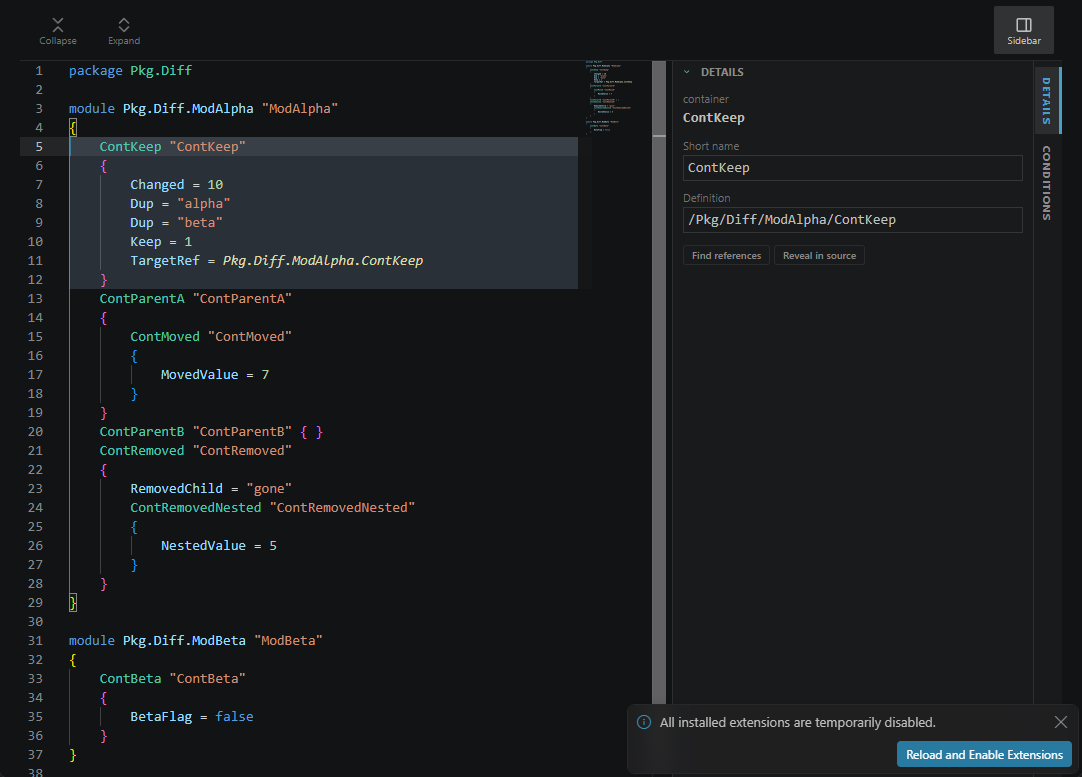 Collapse
Expand
Sidebar
1 package Pkg.Diff
2
3 module Pkg.Diff.ModAlpha "ModAlpha"
4 {
5 ContKeep "ContKeep"
6 {
7 Changed = 10
8 Dup = "alpha"
9 Dup = "beta"
10 Keep = 1
11 TargetRef = Pkg.Diff.ModAlpha.ContKeep
12 }
13 ContParentA "ContParentA"
14 {
15 ContMoved "ContMoved"
16 {
17 MovedValue = 7
18 }
19 }
20 ContParentB "ContParentB" { }
21 ContRemoved "ContRemoved"
22 {
23 RemovedChild = "gone"
24 ContRemovedNested "ContRemovedNested"
25 {
26 NestedValue = 5
27 }
28 }
29 }
30
31 module Pkg.Diff.ModBeta "ModBeta"
32 {
33 ContBeta "ContBeta"
34 {
35 BetaFlag = false
36 }
37 }
38
DETAILS
container
ContKeep
Short name
ContKeep
Definition
/Pkg/Diff/ModAlpha/ContKeep
Find references
Reveal in source
DETAILS
CONDITIONS
All installed extensions are temporarily disabled.
Reload and Enable Extensions